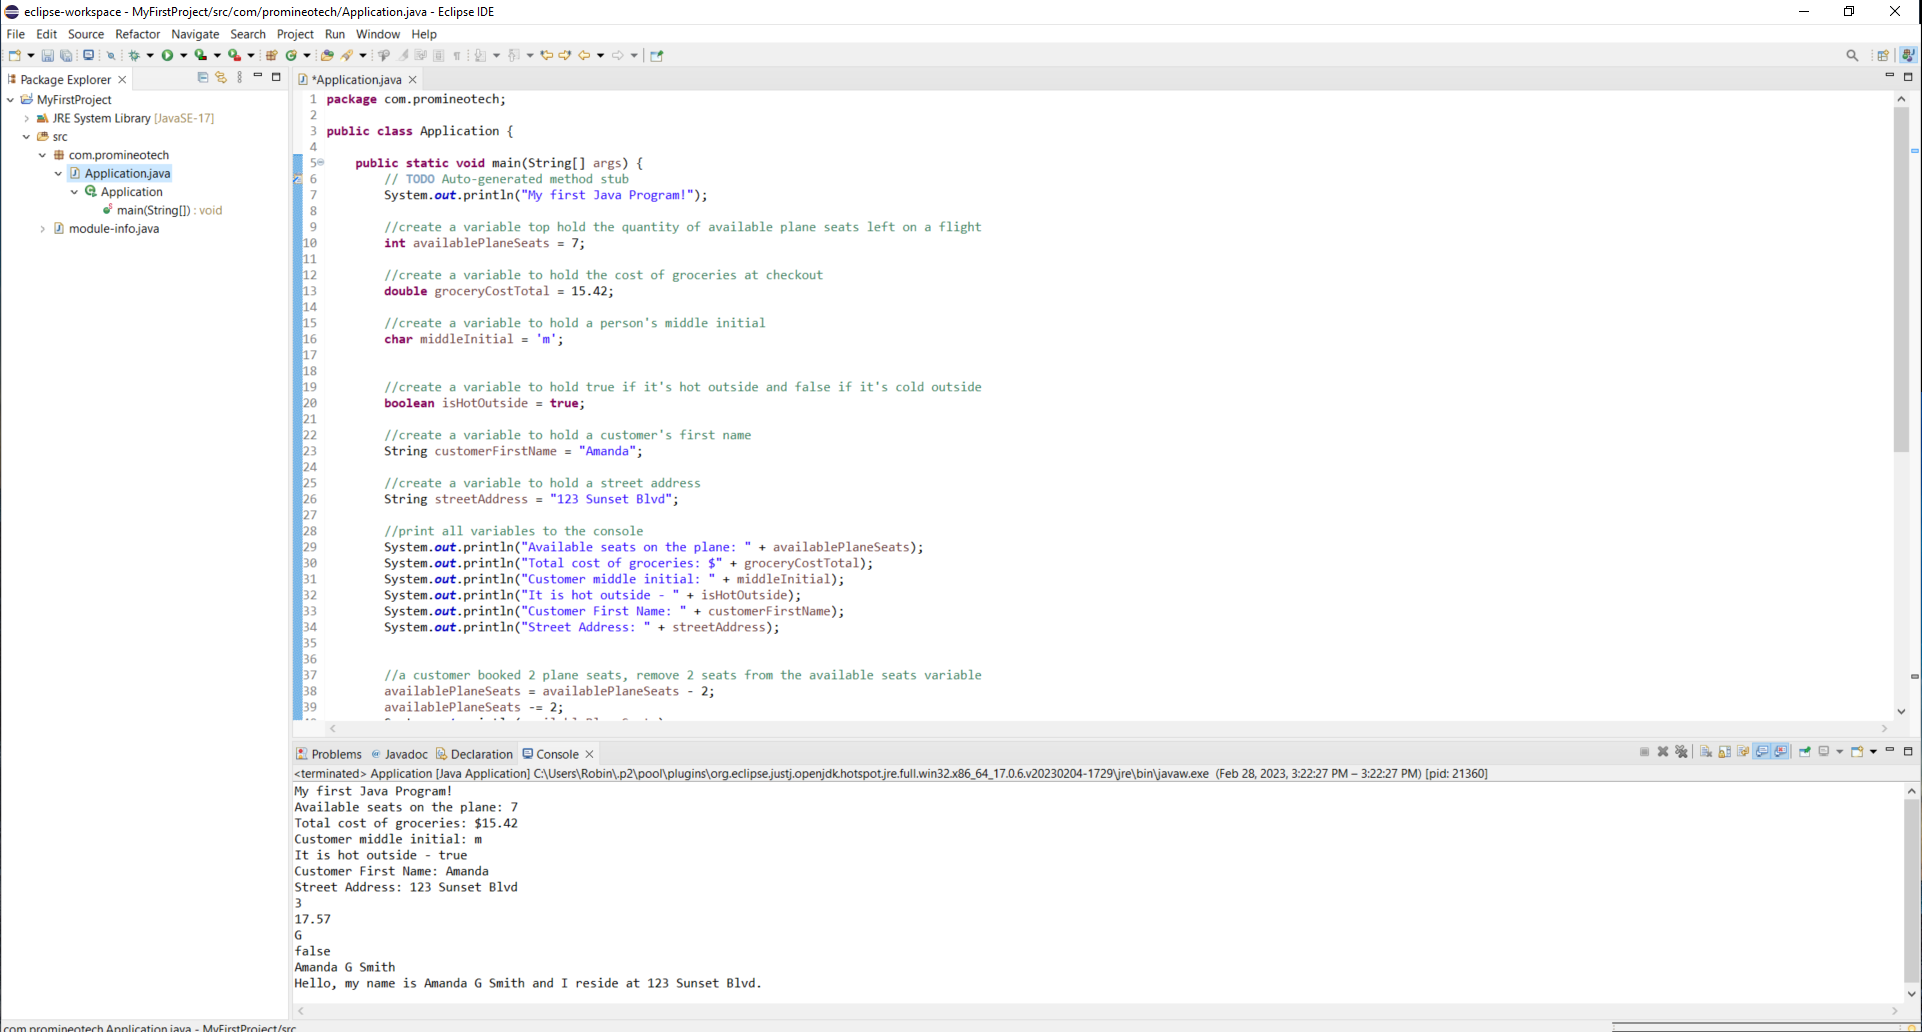 eclipse-workspace - MyFirstProject/src/com/promineotech/Application.java - Eclipse IDE
File Edit Source Refactor Navigate Search Project Run Window Help
Package Explorer
*Application.java
MyFirstProject
JRE System Library [JavaSE-17]
src
com.promineotech
Application.java
Application
main(String[]) : void
module-info.java
1 package com.promineotech;
2
3 public class Application {
4
5 public static void main(String[] args) {
6 // TODO Auto-generated method stub
7 System.out.println("My first Java Program!");
8
9 //create a variable top hold the quantity of available plane seats left on a flight
10 int availablePlaneSeats = 7;
11
12 //create a variable to hold the cost of groceries at checkout
13 double groceryCostTotal = 15.42;
14
15 //create a variable to hold a person's middle initial
16 char middleInitial = 'm';
17
18
19 //create a variable to hold true if it's hot outside and false if it's cold outside
20 boolean isHotOutside = true;
21
22 //create a variable to hold a customer's first name
23 String customerFirstName = "Amanda";
24
25 //create a variable to hold a street address
26 String streetAddress = "123 Sunset Blvd";
27
28 //print all variables to the console
29 System.out.println("Available seats on the plane: " + availablePlaneSeats);
30 System.out.println("Total cost of groceries: $" + groceryCostTotal);
31 System.out.println("Customer middle initial: " + middleInitial);
32 System.out.println("It is hot outside - " + isHotOutside);
33 System.out.println("Customer First Name: " + customerFirstName);
34 System.out.println("Street Address: " + streetAddress);
35
36
37 //a customer booked 2 plane seats, remove 2 seats from the available seats variable
38 availablePlaneSeats = availablePlaneSeats - 2;
39 availablePlaneSeats -= 2;
Problems Javadoc Declaration Console
<terminated> Application [Java Application] C:\Users\Robin\.p2\pool\plugins\org.eclipse.justj.openjdk.hotspot.jre.full.win32.x86_64_17.0.6.v20230204-1729\jre\bin\javaw.exe (Feb 28, 2023, 3:22:27 PM – 3:22:27 PM) [pid: 21360]
My first Java Program!
Available seats on the plane: 7
Total cost of groceries: $15.42
Customer middle initial: m
It is hot outside - true
Customer First Name: Amanda
Street Address: 123 Sunset Blvd
3
17.57
G
false
Amanda G Smith
Hello, my name is Amanda G Smith and I reside at 123 Sunset Blvd.
com.promineotech.Application.java - MyFirstProject/src